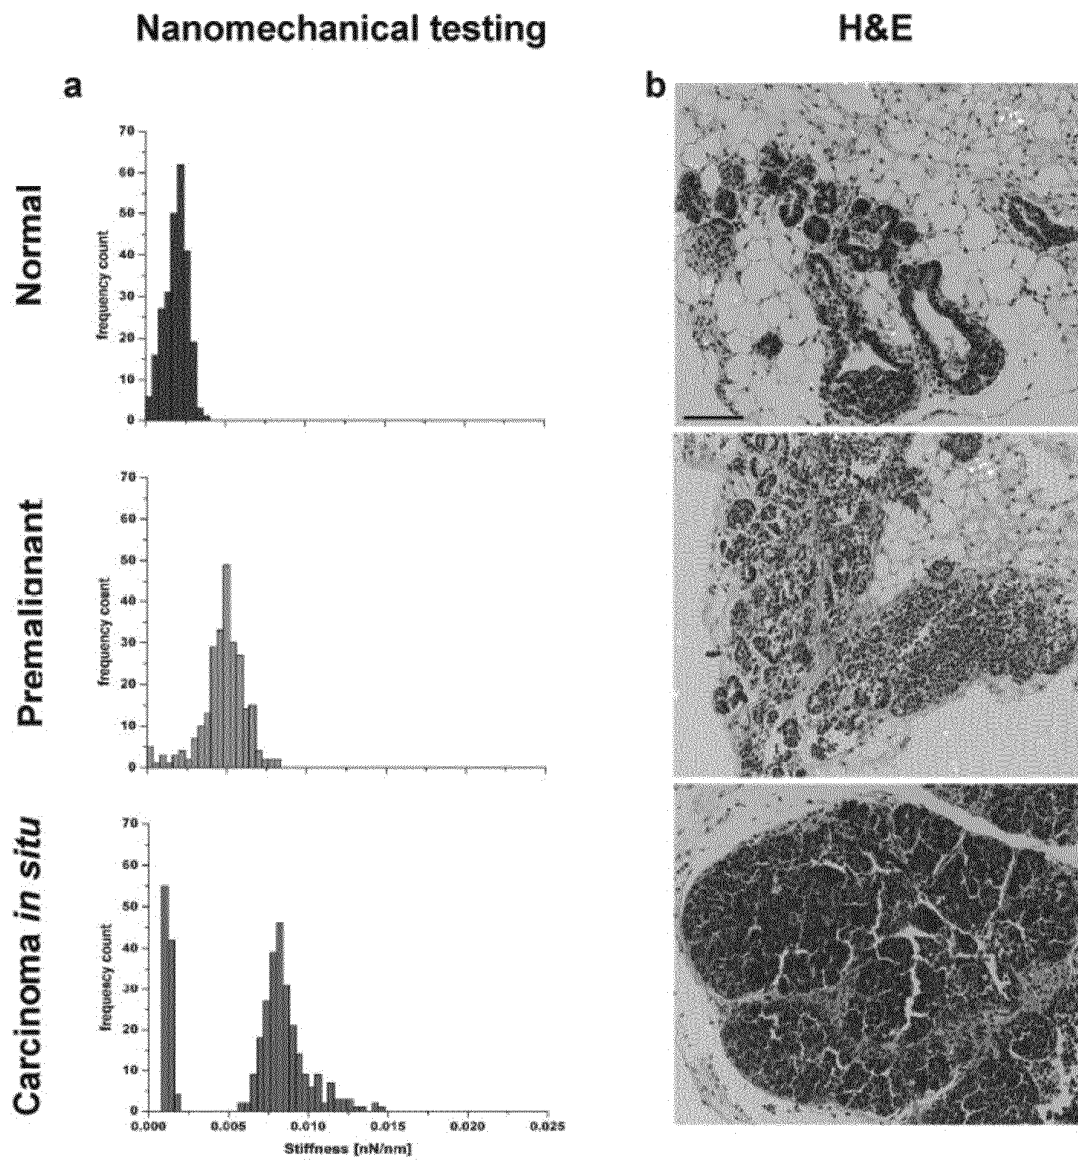 Nanomechanical testing
H&E
a
b
Normal
frequency count
70
60
50
40
30
20
10
0
Premalignant
frequency count
70
60
50
40
30
20
10
0
Carcinoma in situ
frequency count
70
60
50
40
30
20
10
0
0.000 0.005 0.010 0.015 0.020 0.025
Stiffness [nN/nm]